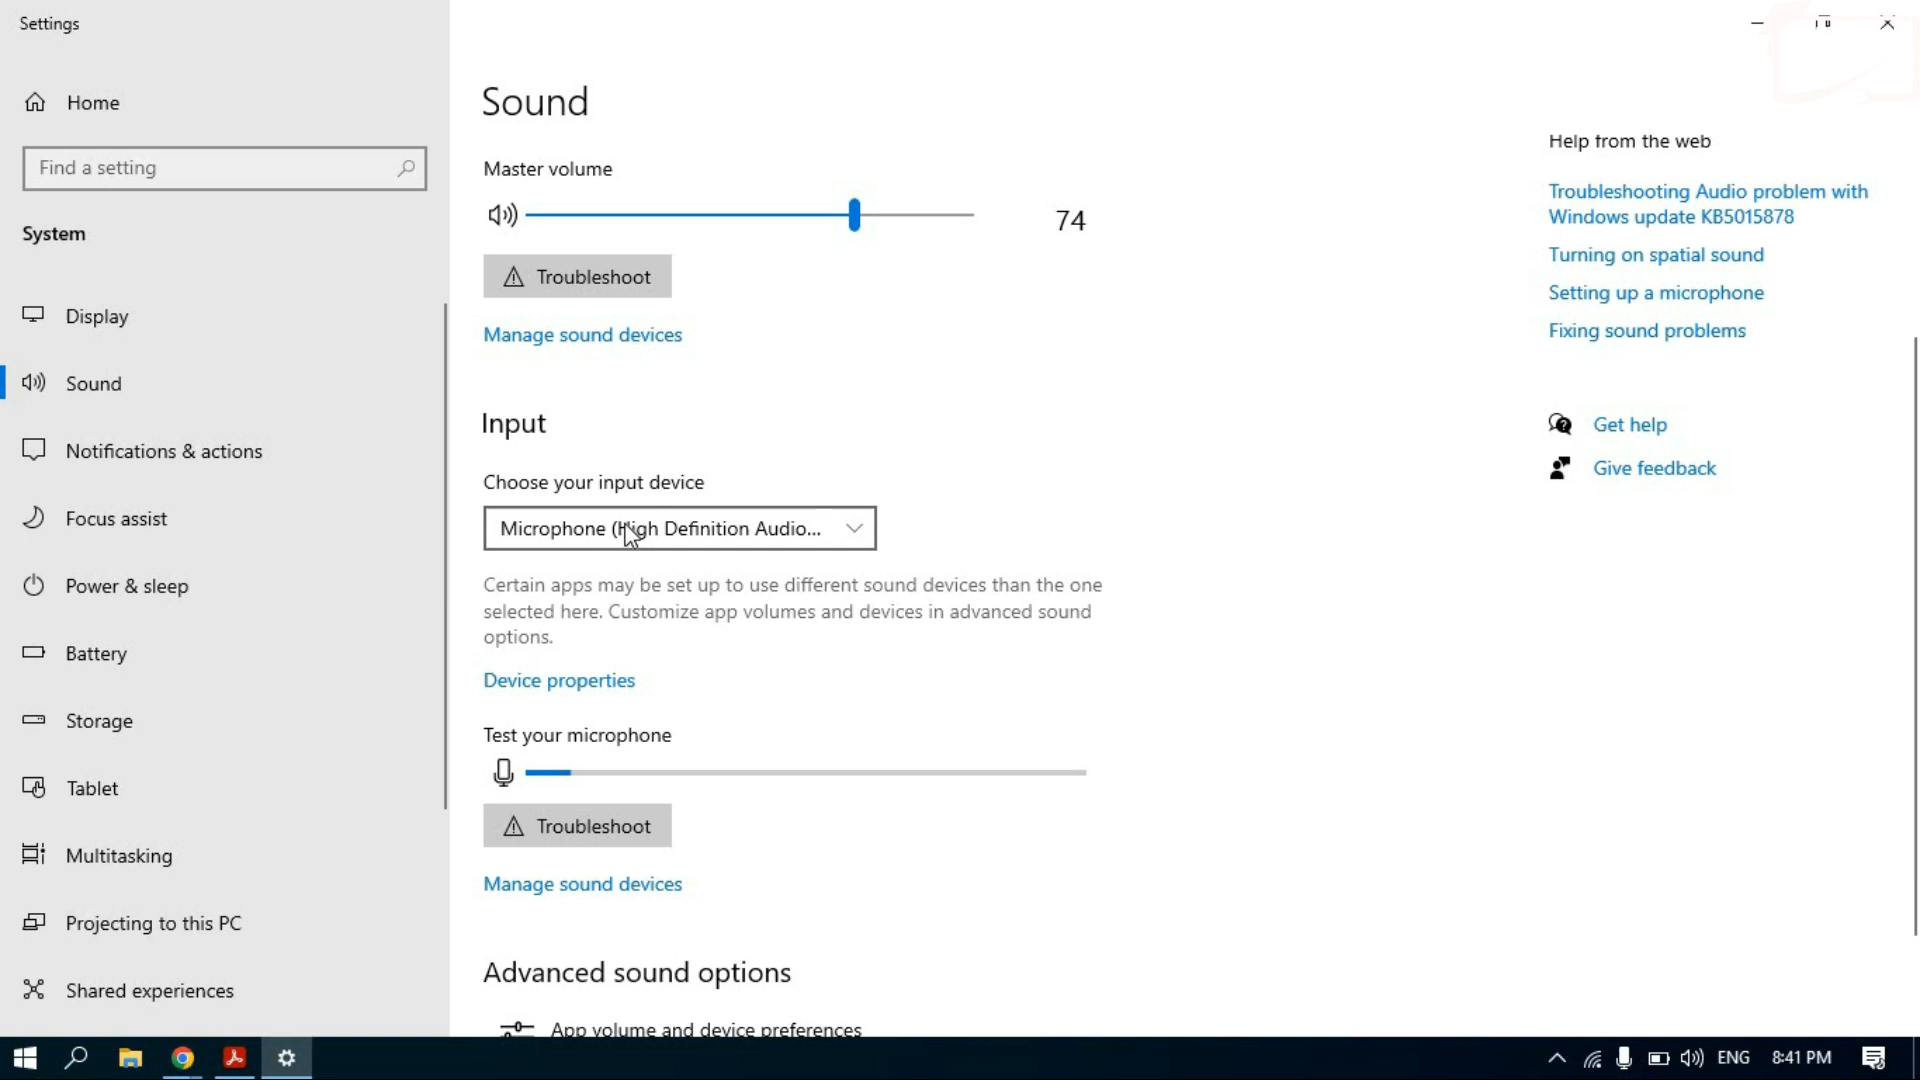 Settings
Home
Find a setting
System
Display
Sound
Notifications & actions
Focus assist
Power & sleep
Battery
Storage
Tablet
Multitasking
Projecting to this PC
Shared experiences
Sound
Master volume
74
Troubleshoot
Manage sound devices
Input
Choose your input device
Microphone (High Definition Audio...
Certain apps may be set up to use different sound devices than the one
selected here. Customize app volumes and devices in advanced sound
options.
Device properties
Test your microphone
Troubleshoot
Manage sound devices
Advanced sound options
App volume and device preferences
Help from the web
Troubleshooting Audio problem with
Windows update KB5015878
Turning on spatial sound
Setting up a microphone
Fixing sound problems
Get help
Give feedback
ENG
8:41 PM